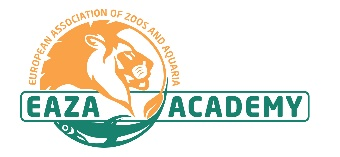 EUROPEAN ASSOCIATION OF ZOOS AND AQUARIA
EAZA ACADEMY